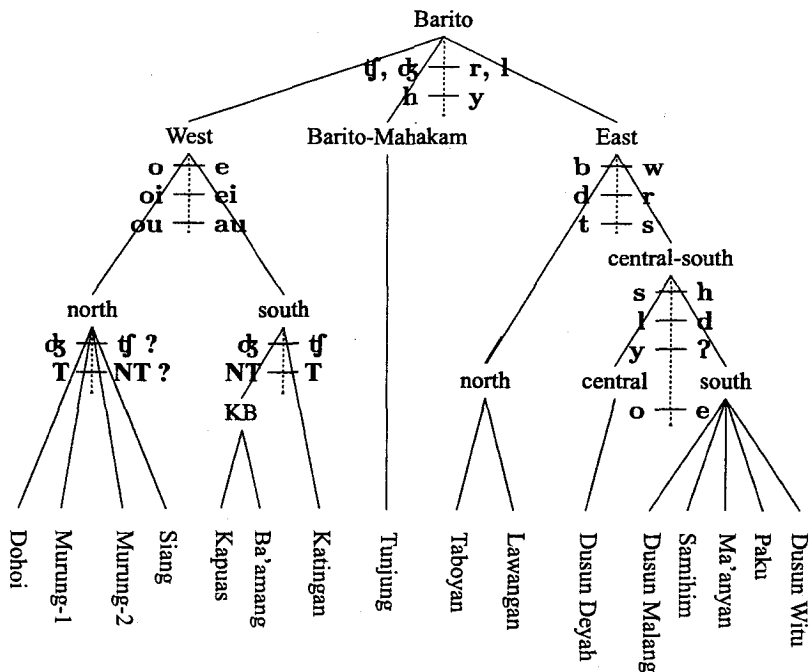 Barito
ʧ, ʤ r, l
h y
West Barito-Mahakam East
o e b w
oi ei d r
ou au t s
central-south
north south s h
ʤ ʧ ? ʤ ʧ l d
T NT ? NT T y ʔ
north central south
KB o e
Dohoi
Murung-1
Murung-2
Siang
Kapuas
Ba'amang
Katingan
Tunjung
Taboyan
Lawangan
Dusun Deyah
Dusun Malang
Samihim
Ma'anyan
Paku
Dusun Witu